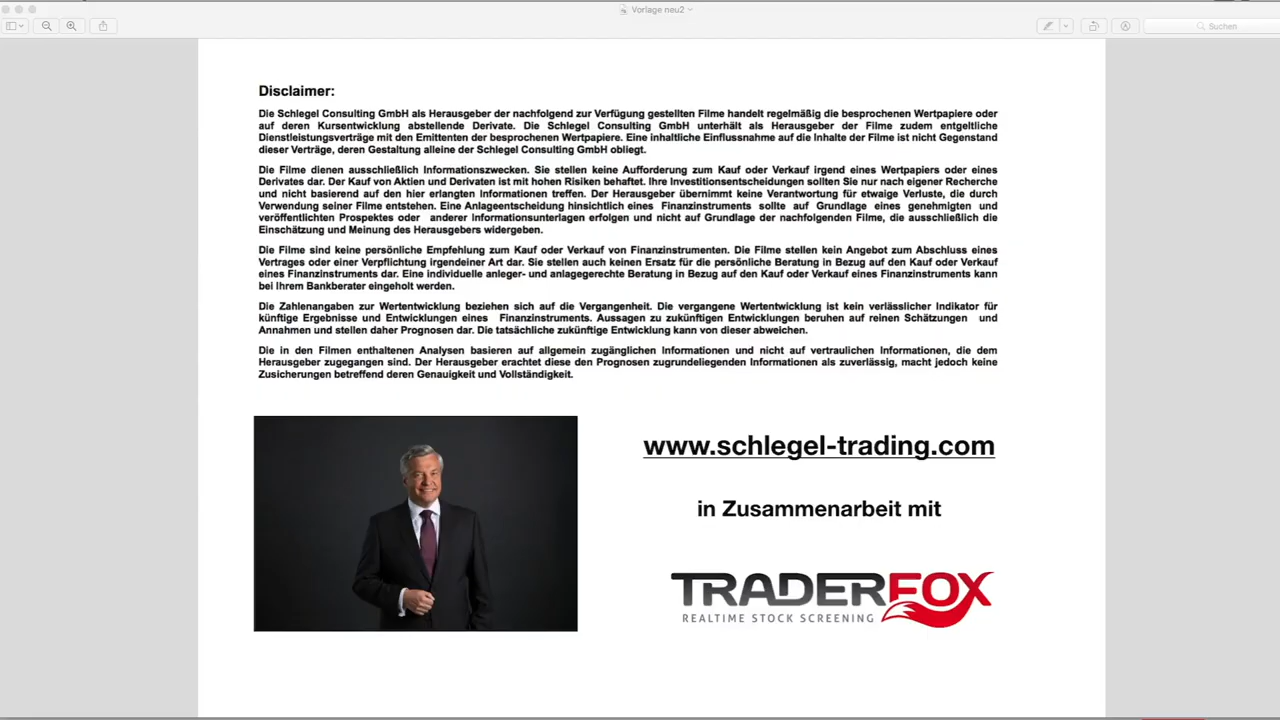 Vorlage neu2
Suchen
Disclaimer:
Die Schlegel Consulting GmbH als Herausgeber der nachfolgend zur Verfügung gestellten Filme handelt regelmäßig die besprochenen Wertpapiere oder
auf deren Kursentwicklung abstellende Derivate. Die Schlegel Consulting GmbH unterhält als Herausgeber der Filme zudem entgeltliche
Dienstleistungsverträge mit den Emittenten der besprochenen Wertpapiere. Eine inhaltliche Einflussnahme auf die Inhalte der Filme ist nicht Gegenstand
dieser Verträge, deren Gestaltung alleine der Schlegel Consulting GmbH obliegt.
Die Filme dienen ausschließlich Informationszwecken. Sie stellen keine Aufforderung zum Kauf oder Verkauf irgend eines Wertpapiers oder eines
Derivates dar. Der Kauf von Aktien und Derivaten ist mit hohen Risiken behaftet. Ihre Investitionsentscheidungen sollten Sie nur nach eigener Recherche
und nicht basierend auf den hier erlangten Informationen treffen. Der Herausgeber übernimmt keine Verantwortung für etwaige Verluste, die durch
Verwendung seiner Filme entstehen. Eine Anlageentscheidung hinsichtlich eines Finanzinstruments sollte auf Grundlage eines genehmigten und
veröffentlichten Prospektes oder anderer Informationsunterlagen erfolgen und nicht auf Grundlage der nachfolgenden Filme, die ausschließlich die
Einschätzung und Meinung des Herausgebers widergeben.
Die Filme sind keine persönliche Empfehlung zum Kauf oder Verkauf von Finanzinstrumenten. Die Filme stellen kein Angebot zum Abschluss eines
Vertrages oder einer Verpflichtung irgendeiner Art dar. Sie stellen auch keinen Ersatz für die persönliche Beratung in Bezug auf den Kauf oder Verkauf
eines Finanzinstruments dar. Eine individuelle anleger- und anlagegerechte Beratung in Bezug auf den Kauf oder Verkauf eines Finanzinstruments kann
bei Ihrem Bankberater eingeholt werden.
Die Zahlenangaben zur Wertentwicklung beziehen sich auf die Vergangenheit. Die vergangene Wertentwicklung ist kein verlässlicher Indikator für
künftige Ergebnisse und Entwicklungen eines Finanzinstruments. Aussagen zu zukünftigen Entwicklungen beruhen auf reinen Schätzungen und
Annahmen und stellen daher Prognosen dar. Die tatsächliche zukünftige Entwicklung kann von dieser abweichen.
Die in den Filmen enthaltenen Analysen basieren auf allgemein zugänglichen Informationen und nicht auf vertraulichen Informationen, die dem
Herausgeber zugegangen sind. Der Herausgeber erachtet diese den Prognosen zugrundeliegenden Informationen als zuverlässig, macht jedoch keine
Zusicherungen betreffend deren Genauigkeit und Vollständigkeit.
www.schlegel-trading.com
in Zusammenarbeit mit
TRADERFOX
REALTIME STOCK SCREENING